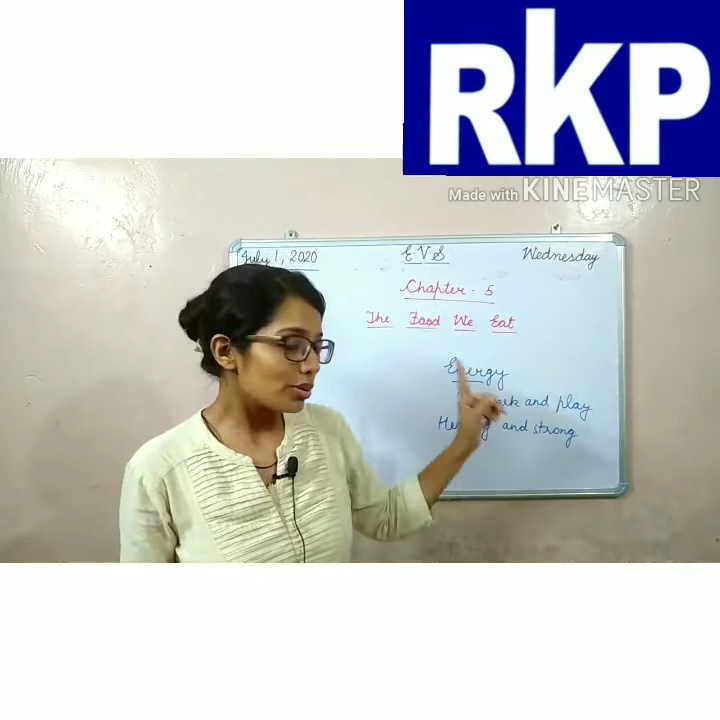 RKP
Made with KINEMASTER
July 1, 2020 EVS Wednesday
Chapter - 5
The Food We Eat
Energy
and play
and strong